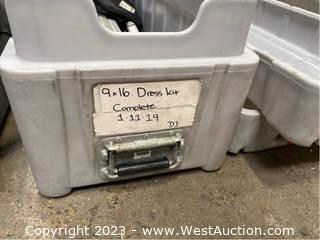 9x16 Dress Kit
Complete
1·11·19
DJ
Copyright 2023 - www.WestAuction.com